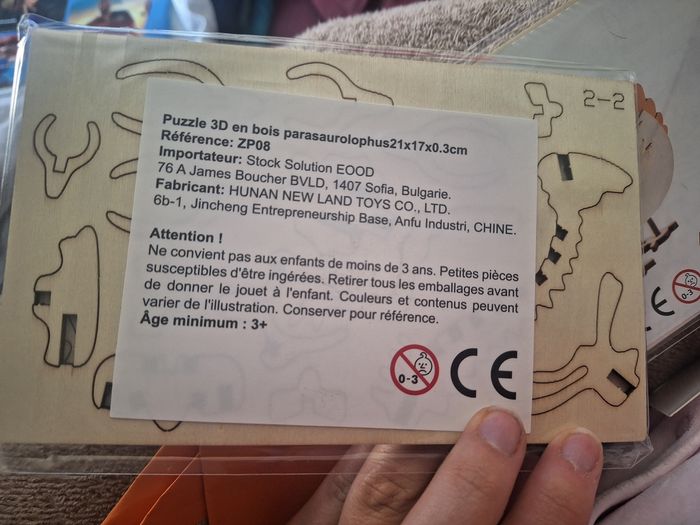 2-2
Puzzle 3D en bois parasaurolophus21x17x0.3cm
Référence: ZP08
Importateur: Stock Solution EOOD
76 A James Boucher BVLD, 1407 Sofia, Bulgarie.
Fabricant: HUNAN NEW LAND TOYS CO., LTD.
6b-1, Jincheng Entrepreneurship Base, Anfu Industri, CHINE.
Attention !
Ne convient pas aux enfants de moins de 3 ans. Petites pièces
susceptibles d'être ingérées. Retirer tous les emballages avant
de donner le jouet à l'enfant. Couleurs et contenus peuvent
varier de l'illustration. Conserver pour référence.
Âge minimum : 3+
0-3 CE
0-3 CE